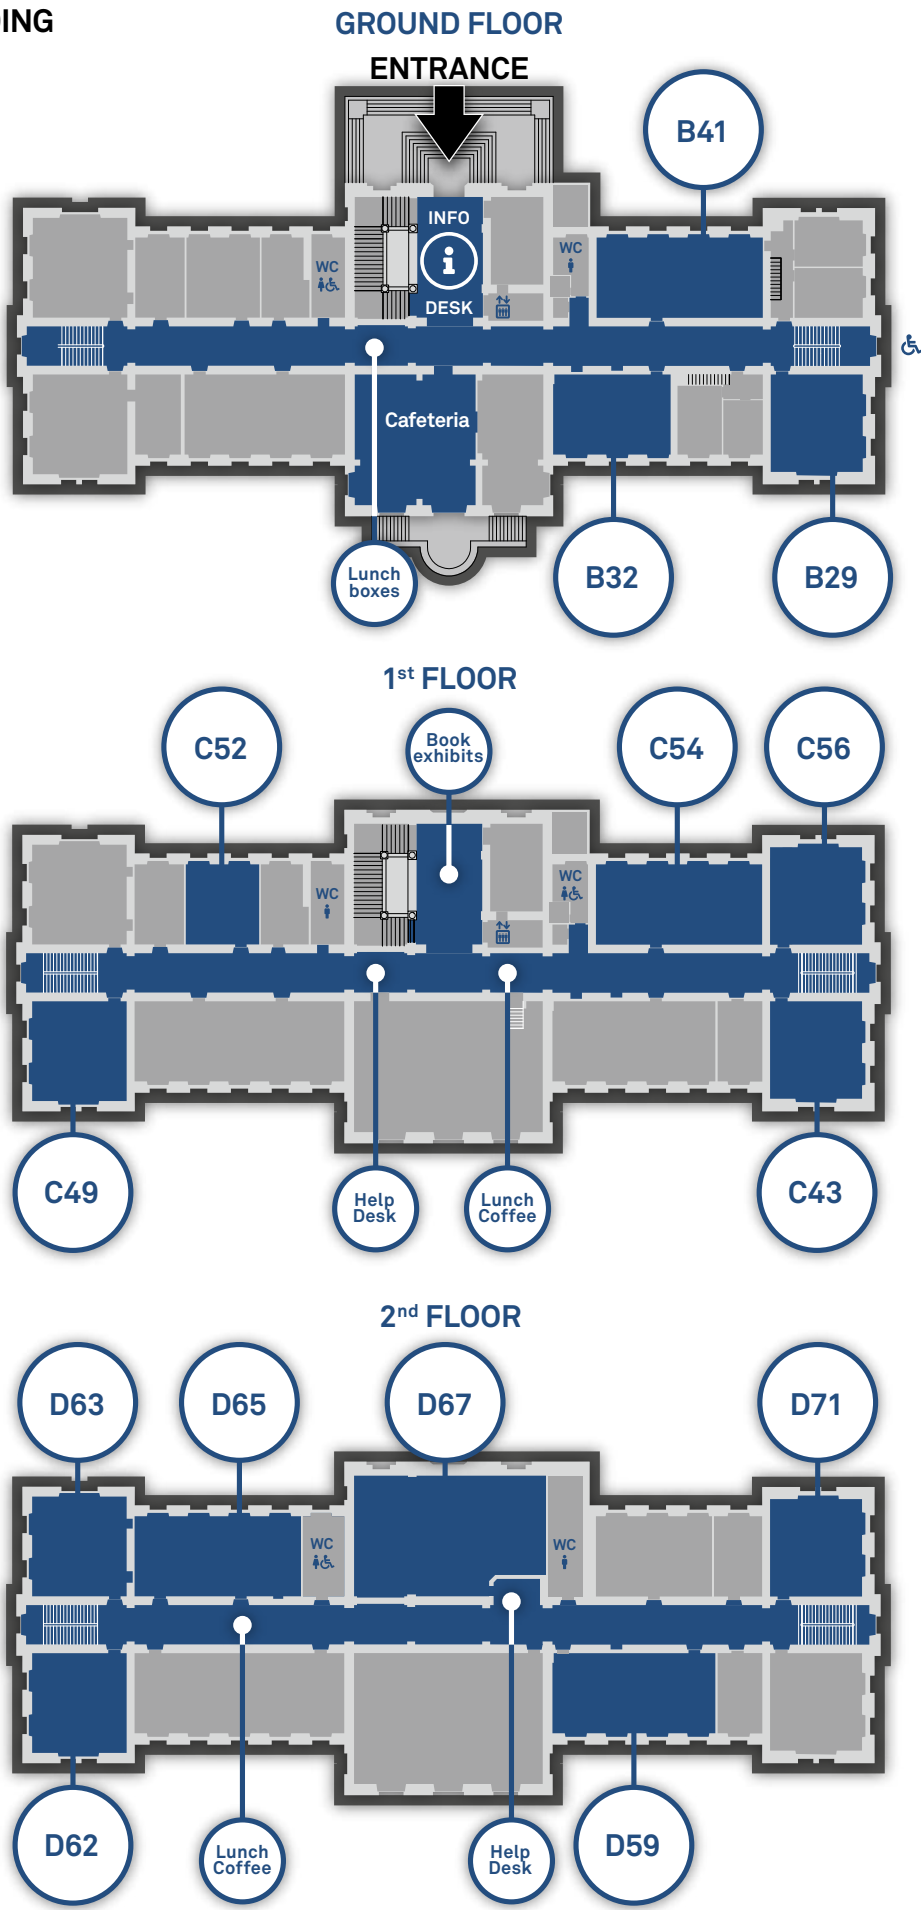 DING
GROUND FLOOR
ENTRANCE
B41
INFO
i
DESK
WC
WC
Cafeteria
Lunch
boxes
B32
B29
1st FLOOR
C52
Book
exhibits
C54
C56
WC
WC
C49
Help
Desk
Lunch
Coffee
C43
2nd FLOOR
D63
D65
D67
D71
WC
WC
D62
Lunch
Coffee
Help
Desk
D59